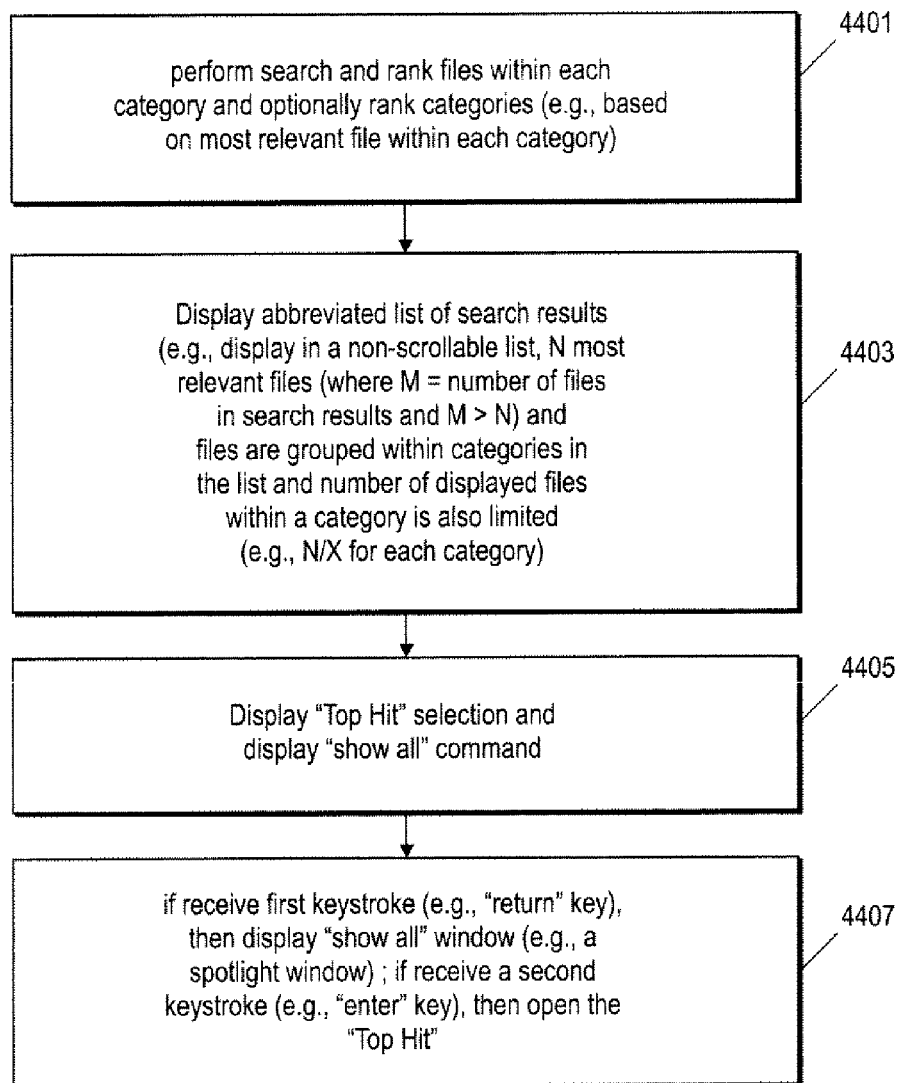 4401
perform search and rank files within each
category and optionally rank categories (e.g., based
on most relevant file within each category)
Display abbreviated list of search results
(e.g., display in a non-scrollable list, N most
relevant files (where M = number of files
in search results and M > N) and
files are grouped within categories in
the list and number of displayed files
within a category is also limited
(e.g., N/X for each category)
4403
4405
Display “Top Hit” selection and
display “show all” command
if receive first keystroke (e.g., “return” key),
then display “show all” window (e.g., a
spotlight window) ; if receive a second
keystroke (e.g., “enter” key), then open the
“Top Hit”
4407